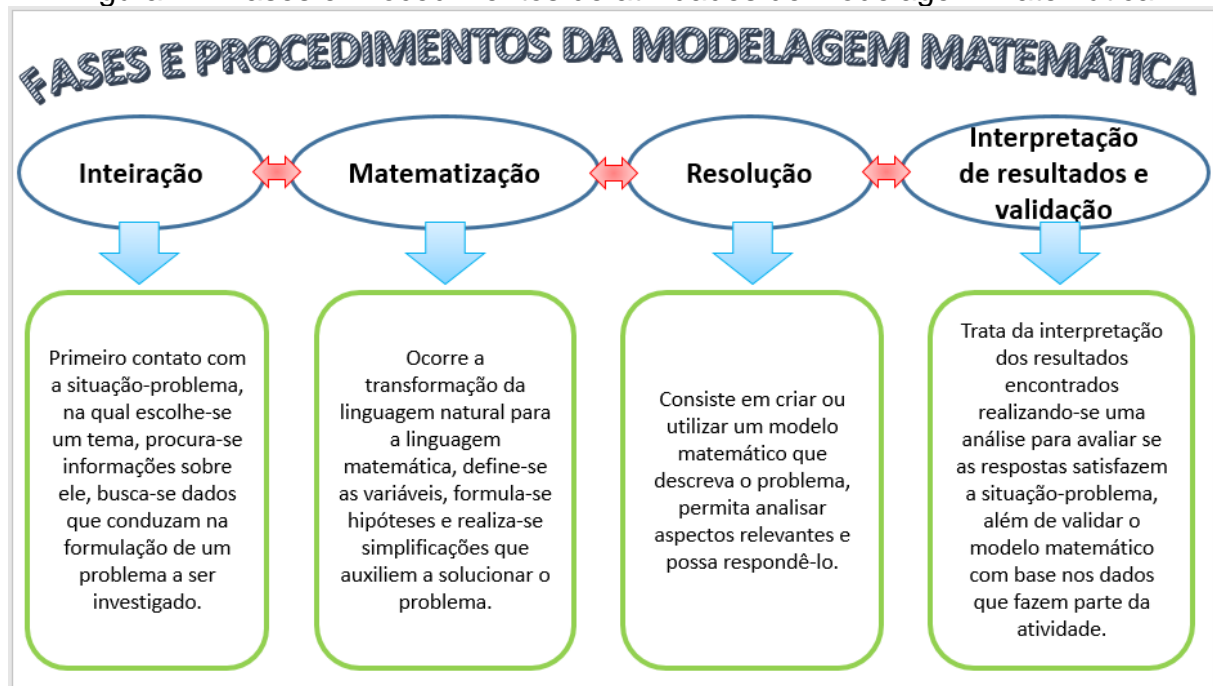 FASES E PROCEDIMENTOS DA MODELAGEM MATEMÁTICA
Inteiração
Matematização
Resolução
Interpretação
de resultados e
validação
Primeiro contato com
a situação-problema,
na qual escolhe-se
um tema, procura-se
informações sobre
ele, busca-se dados
que conduzam na
formulação de um
problema a ser
investigado.
Ocorre a
transformação da
linguagem natural para
a linguagem
matemática, define-se
as variáveis, formula-se
hipóteses e realiza-se
simplificações que
auxiliem a solucionar o
problema.
Consiste em criar ou
utilizar um modelo
matemático que
descreva o problema,
permita analisar
aspectos relevantes e
possa respondê-lo.
Trata da interpretação
dos resultados
encontrados
realizando-se uma
análise para avaliar se
as respostas satisfazem
a situação-problema,
além de validar o
modelo matemático
com base nos dados
que fazem parte da
atividade.